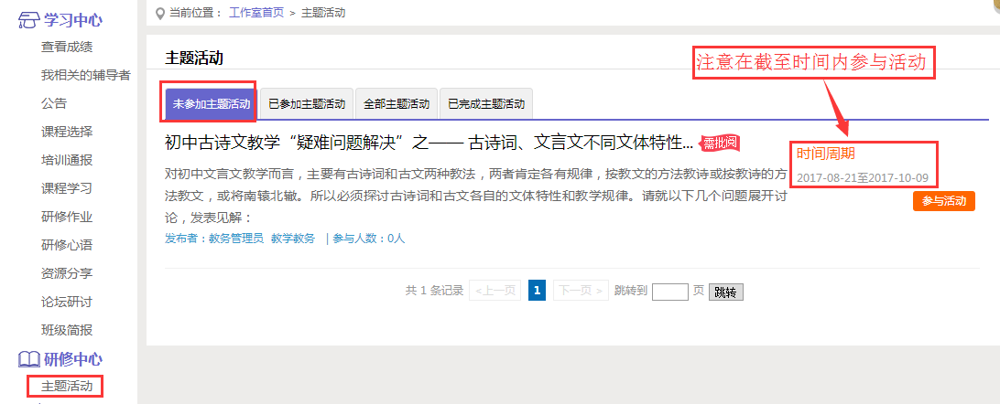 学习中心
查看成绩
我相关的辅导者
公告
课程选择
培训通报
课程学习
研修作业
研修心语
资源分享
论坛研讨
班级简报
研修中心
主题活动
当前位置： 工作室首页 > 主题活动
主题活动
注意在截至时间内参与活动
未参加主题活动 已参加主题活动 全部主题活动 已完成主题活动
初中古诗文教学“疑难问题解决”之—— 古诗词、文言文不同文体特性... 需批阅
时间周期
对初中文言文教学而言，主要有古诗词和古文两种教法，两者肯定各有规律，按教文的方法教诗或按教诗的方
2017-08-21至2017-10-09
法教文，或将南辕北辙。所以必须探讨古诗词和古文各自的文体特性和教学规律。请就以下几个问题展开讨
参与活动
论，发表见解：
发布者：教务管理员 教学教务 | 参与人数：0人
共 1 条记录 <上一页 1 下一页 > 跳转到 页 跳转